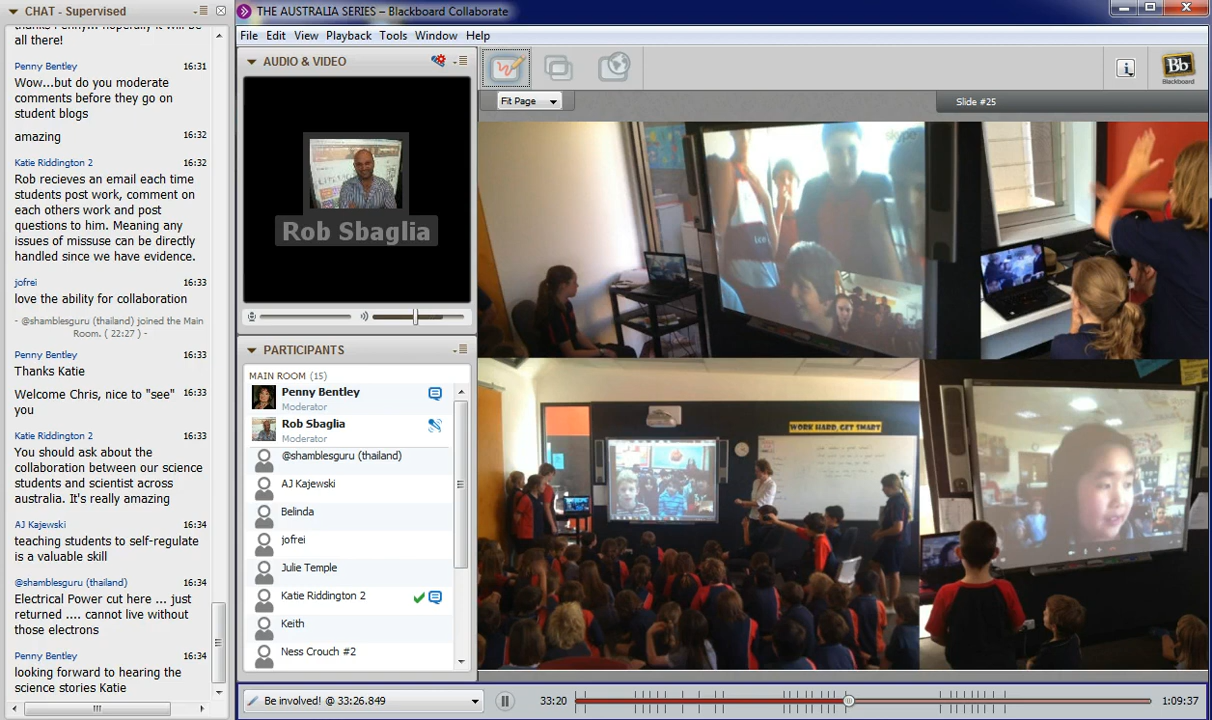 CHAT - Supervised
thanks Penny... hopefully it will be
all there!
Penny Bentley 16:31
Wow...but do you moderate
comments before they go on
student blogs
amazing 16:32
Katie Riddington 2 16:32
Rob recieves an email each time
students post work, comment on
each others work and post
questions to him. Meaning any
issues of missuse can be directly
handled since we have evidence.
jofrei 16:33
love the ability for collaboration
- @shamblesguru (thailand) joined the Main
Room. ( 22:27 ) -
Penny Bentley 16:33
Thanks Katie
Welcome Chris, nice to "see" 16:33
you
Katie Riddington 2 16:33
You should ask about the
collaboration between our science
students and scientist across
australia. It's really amazing
AJ Kajewski 16:34
teaching students to self-regulate
is a valuable skill
@shamblesguru (thailand) 16:34
Electrical Power cut here ... just
returned .... cannot live without
those electrons
Penny Bentley 16:34
looking forward to hearing the
science stories Katie
THE AUSTRALIA SERIES – Blackboard Collaborate
File Edit View Playback Tools Window Help
AUDIO & VIDEO
Rob Sbaglia
PARTICIPANTS
MAIN ROOM (15)
Penny Bentley
Moderator
Rob Sbaglia
Moderator
@shamblesguru (thailand)
AJ Kajewski
Belinda
jofrei
Julie Temple
Katie Riddington 2
Keith
Ness Crouch #2
Bb
Blackboard
Fit Page
Slide #25
skype
WORK HARD, GET SMART
Be involved! @ 33:26.849
33:20
1:09:37